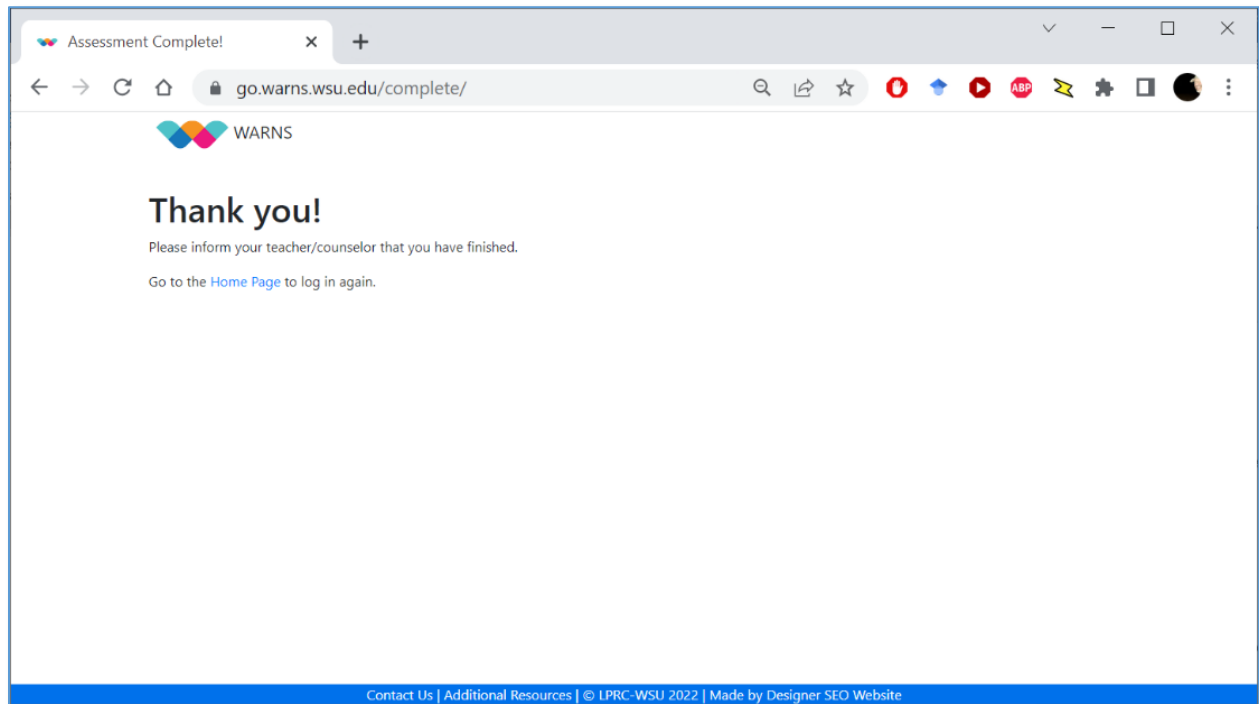 Assessment Complete!
go.warns.wsu.edu/complete/
ABP
WARNS
Thank you!
Please inform your teacher/counselor that you have finished.
Go to the Home Page to log in again.
Contact Us | Additional Resources | © LPRC-WSU 2022 | Made by Designer SEO Website